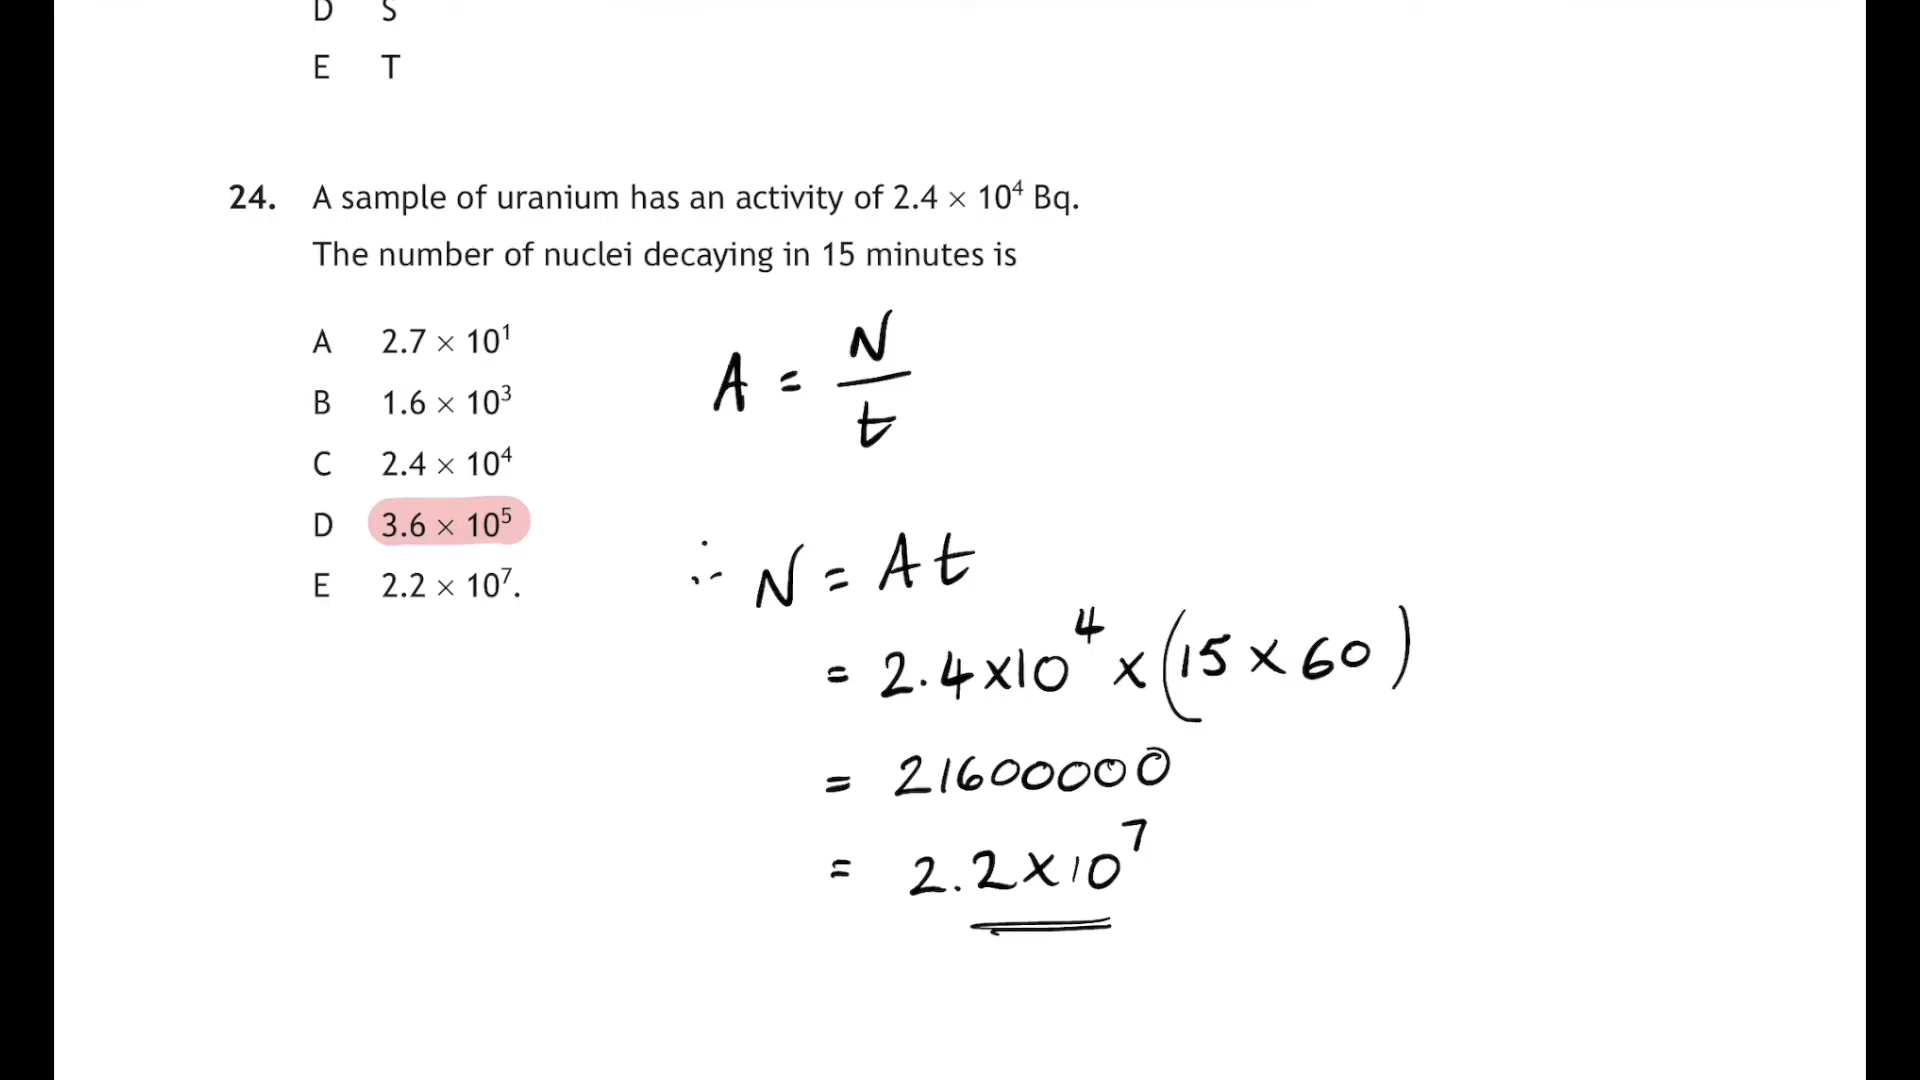 D S
E T
24. A sample of uranium has an activity of 2.4 × 10⁴ Bq.
The number of nuclei decaying in 15 minutes is
A 2.7 × 10¹
B 1.6 × 10³
C 2.4 × 10⁴
D 3.6 × 10⁵
E 2.2 × 10⁷.
A = N/t
∴ N = At
= 2.4×10⁴ × (15 × 60)
= 21600000
= 2.2×10⁷